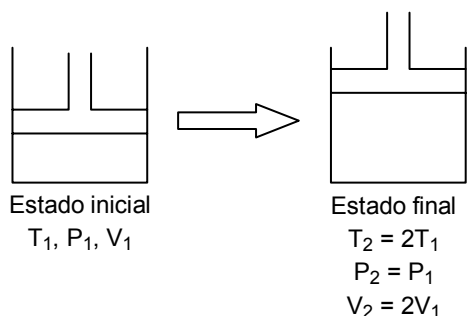 Estado inicial
T₁, P₁, V₁
Estado final
T₂ = 2T₁
P₂ = P₁
V₂ = 2V₁